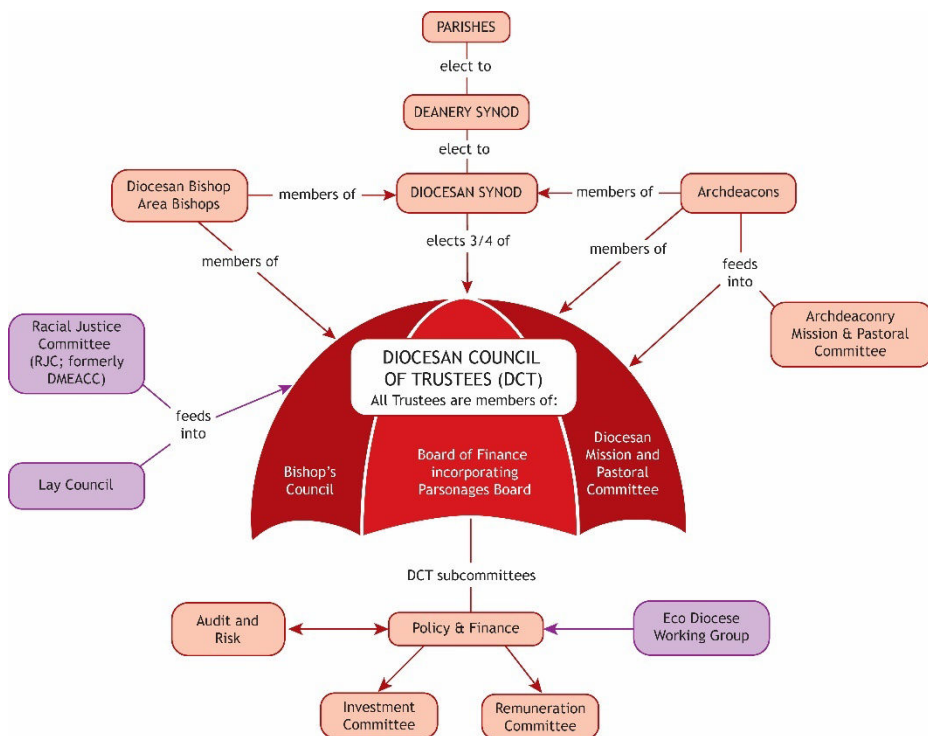 PARISHES
elect to
DEANERY SYNOD
elect to
Diocesan Bishop
Area Bishops
members of
DIOCESAN SYNOD
members of
Archdeacons
members of
elects 3/4 of
members of
feeds
into
Archdeaconry
Mission & Pastoral
Committee
Racial Justice
Committee
(RJC; formerly
DMEACC)
feeds
into
Lay Council
DIOCESAN COUNCIL
OF TRUSTEES (DCT)
All Trustees are members of:
Bishop’s
Council
Board of Finance
incorporating
Parsonages Board
Diocesan
Mission and
Pastoral
Committee
DCT subcommittees
Audit and
Risk
Policy & Finance
Eco Diocese
Working Group
Investment
Committee
Remuneration
Committee